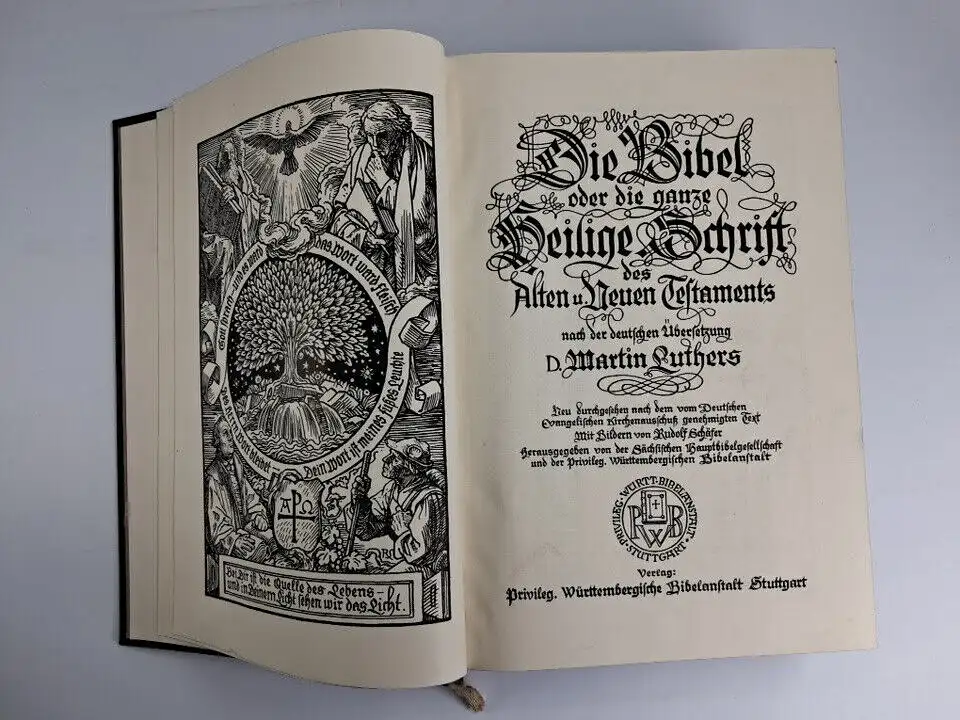 das Wort ward Fleisch
Dein Wort ist meines Fußes Leuchte
A Ω
P
RS
Bei Dir ist die Quelle des Lebens -
und in Deinem Licht sehen wir das Licht.
Die Bibel
oder die ganze
Heilige Schrift
des
Alten u. Neuen Testaments
nach der deutschen Übersetzung
D. Martin Luthers
Neu durchgesehen nach dem vom Deutschen
Evangelischen Kirchenausschuß genehmigten Text
Mit Bildern von Rudolf Schäfer
Herausgegeben von der Sächsischen Hauptbibelgesellschaft
und der Privileg. Württembergischen Bibelanstalt
PRIVILEG. WÜRTT. BIBELANSTALT
STUTTGART
PWB
Verlag:
Privileg. Württembergische Bibelanstalt Stuttgart